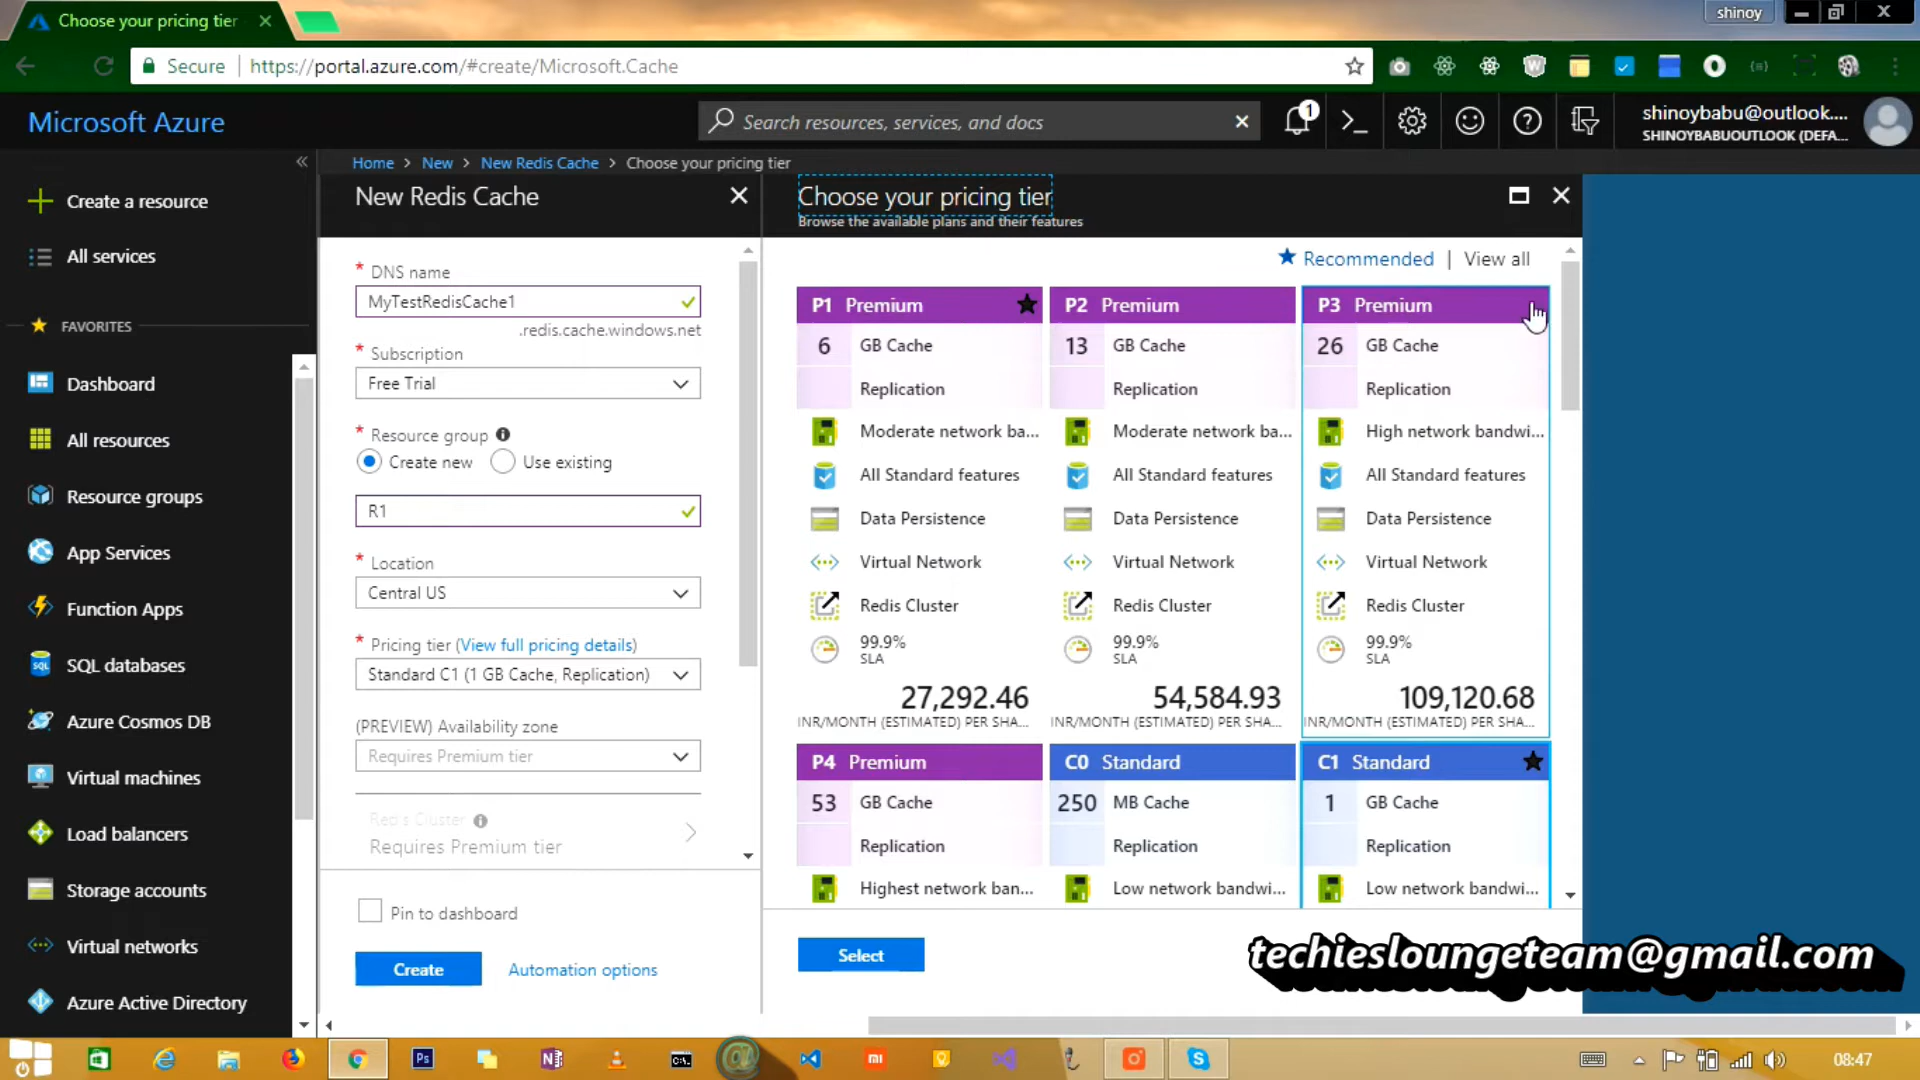 Choose your pricing tier
shinoy
Secure
https://portal.azure.com/#create/Microsoft.Cache
Microsoft Azure
Search resources, services, and docs
1
shinoybabu@outlook....
SHINOYBABUOUTLOOK (DEFA...
Home > New > New Redis Cache > Choose your pricing tier
Create a resource
All services
FAVORITES
Dashboard
All resources
Resource groups
App Services
Function Apps
SQL databases
Azure Cosmos DB
Virtual machines
Load balancers
Storage accounts
Virtual networks
Azure Active Directory
New Redis Cache
* DNS name
MyTestRedisCache1
.redis.cache.windows.net
* Subscription
Free Trial
* Resource group
Create new
Use existing
R1
* Location
Central US
* Pricing tier (View full pricing details)
Standard C1 (1 GB Cache, Replication)
(PREVIEW) Availability zone
Requires Premium tier
Redis Cluster
Requires Premium tier
Pin to dashboard
Create
Automation options
Choose your pricing tier
Browse the available plans and their features
Recommended | View all
P1 Premium
6 GB Cache
Replication
Moderate network ba...
All Standard features
Data Persistence
Virtual Network
Redis Cluster
99.9%
SLA
27,292.46
INR/MONTH (ESTIMATED) PER SHA...
P2 Premium
13 GB Cache
Replication
Moderate network ba...
All Standard features
Data Persistence
Virtual Network
Redis Cluster
99.9%
SLA
54,584.93
INR/MONTH (ESTIMATED) PER SHA...
P3 Premium
26 GB Cache
Replication
High network bandwi...
All Standard features
Data Persistence
Virtual Network
Redis Cluster
99.9%
SLA
109,120.68
INR/MONTH (ESTIMATED) PER SHA...
P4 Premium
53 GB Cache
Replication
Highest network ban...
C0 Standard
250 MB Cache
Replication
Low network bandwi...
C1 Standard
1 GB Cache
Replication
Low network bandwi...
Select
techiesloungeteam@gmail.com
08:47